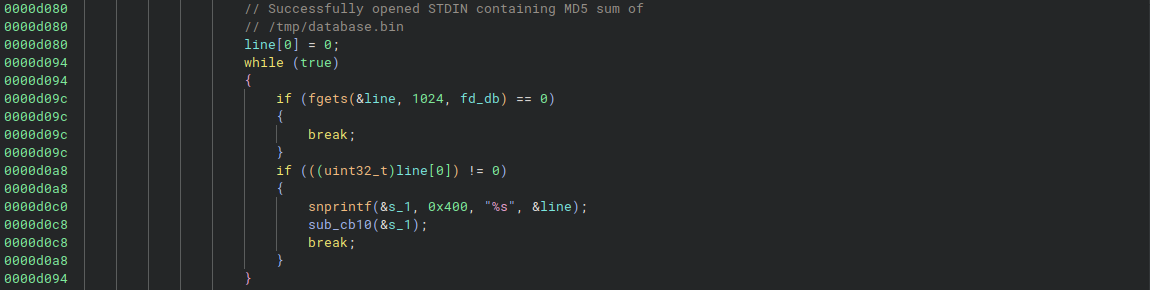 0000d080 // Successfully opened STDIN containing MD5 sum of
0000d080 // /tmp/database.bin
0000d080 line[0] = 0;
0000d094 while (true)
0000d094 {
0000d09c if (fgets(&line, 1024, fd_db) == 0)
0000d09c {
0000d09c break;
0000d09c }
0000d0a8 if (((uint32_t)line[0]) != 0)
0000d0a8 {
0000d0c0 snprintf(&s_1, 0x400, "%s", &line);
0000d0c8 sub_cb10(&s_1);
0000d0c8 break;
0000d0a8 }
0000d094 }